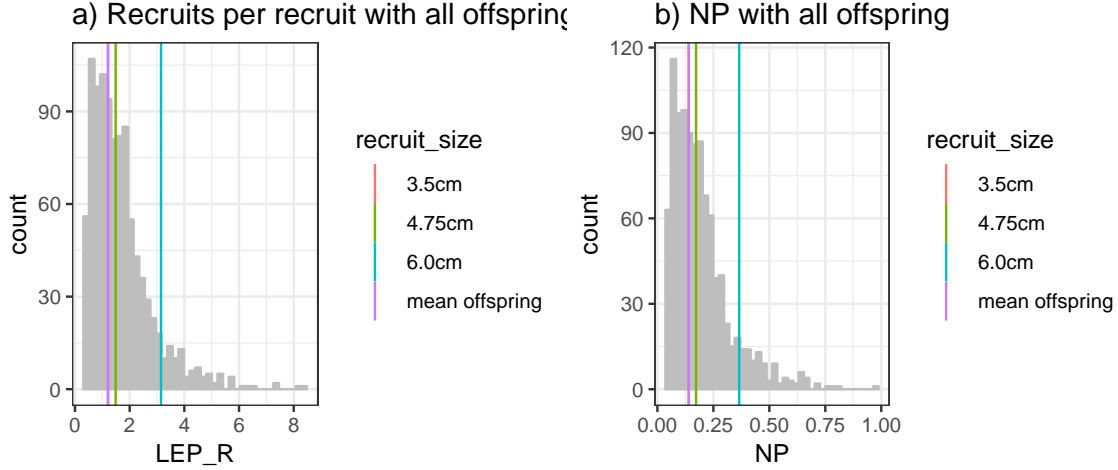 a) Recruits per recruit with all offspring
count
0
30
60
90
0
2
4
6
8
LEP_R
recruit_size
3.5cm
4.75cm
6.0cm
mean offspring
b) NP with all offspring
count
0
30
60
90
120
0.00
0.25
0.50
0.75
1.00
NP
recruit_size
3.5cm
4.75cm
6.0cm
mean offspring